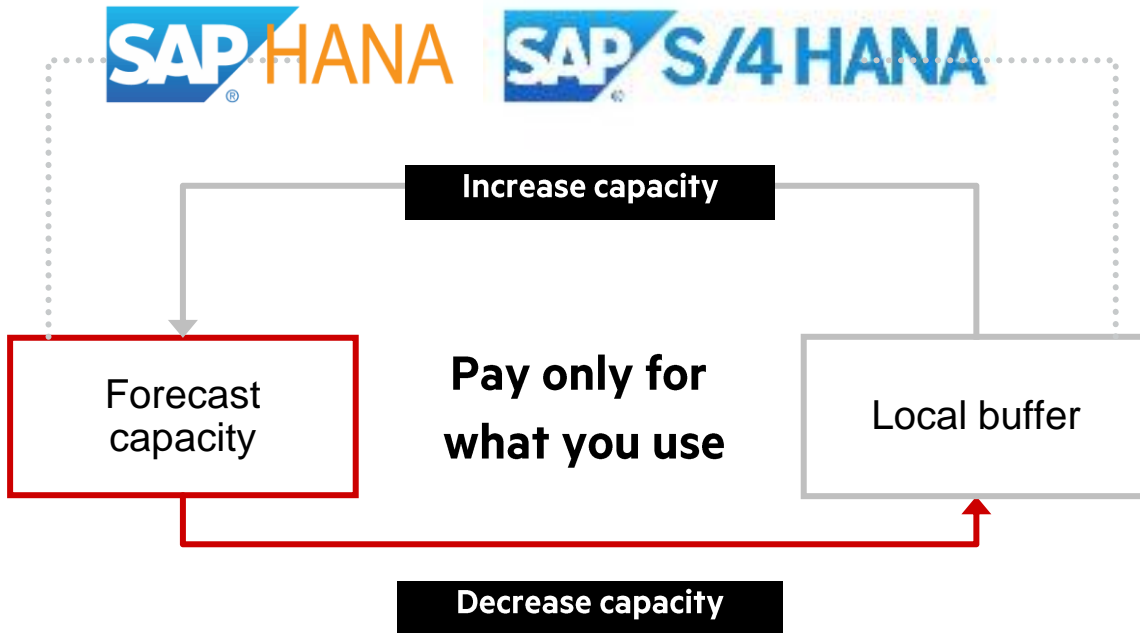 SAP HANA
®
SAP S/4 HANA
®
Increase capacity
Forecast
capacity
Pay only for
what you use
Local buffer
Decrease capacity